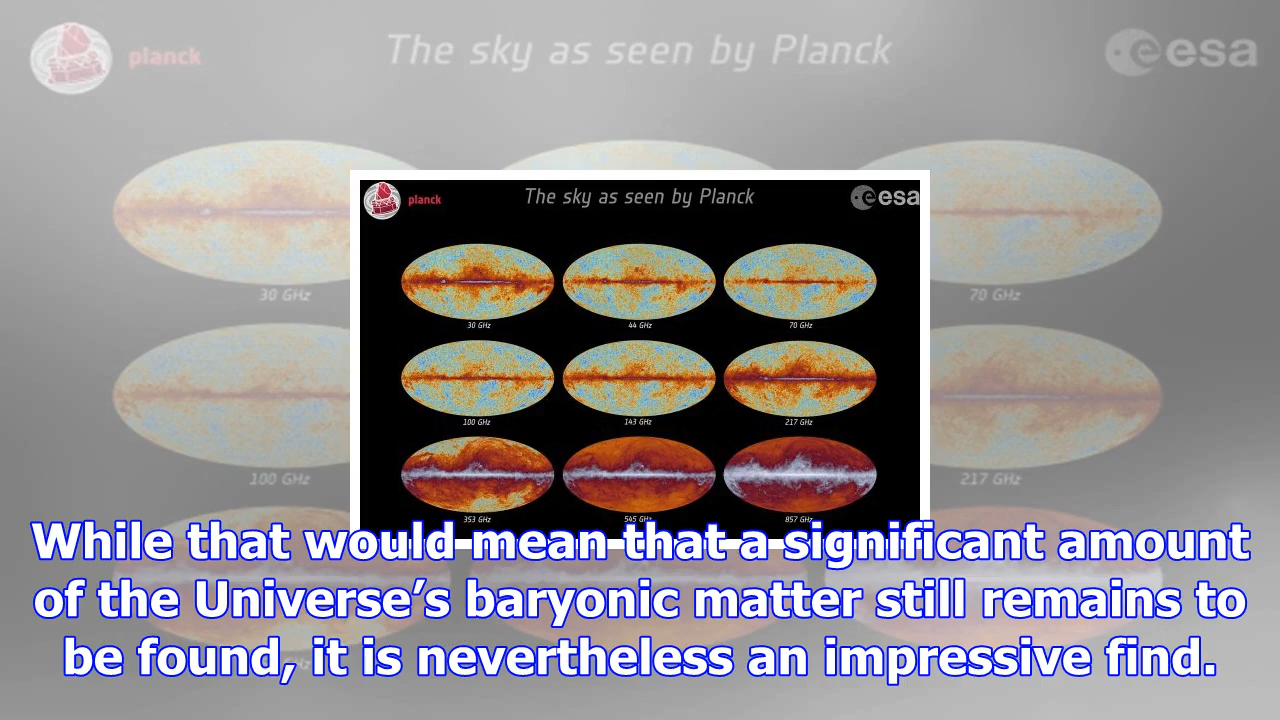 planck
The sky as seen by Planck
esa
30 GHz
70 GHz
100 GHz
217 GHz
planck
The sky as seen by Planck
esa
30 GHz
44 GHz
70 GHz
100 GHz
143 GHz
217 GHz
353 GHz
545 GHz
857 GHz
While that would mean that a significant amount
of the Universe’s baryonic matter still remains to
be found, it is nevertheless an impressive find.